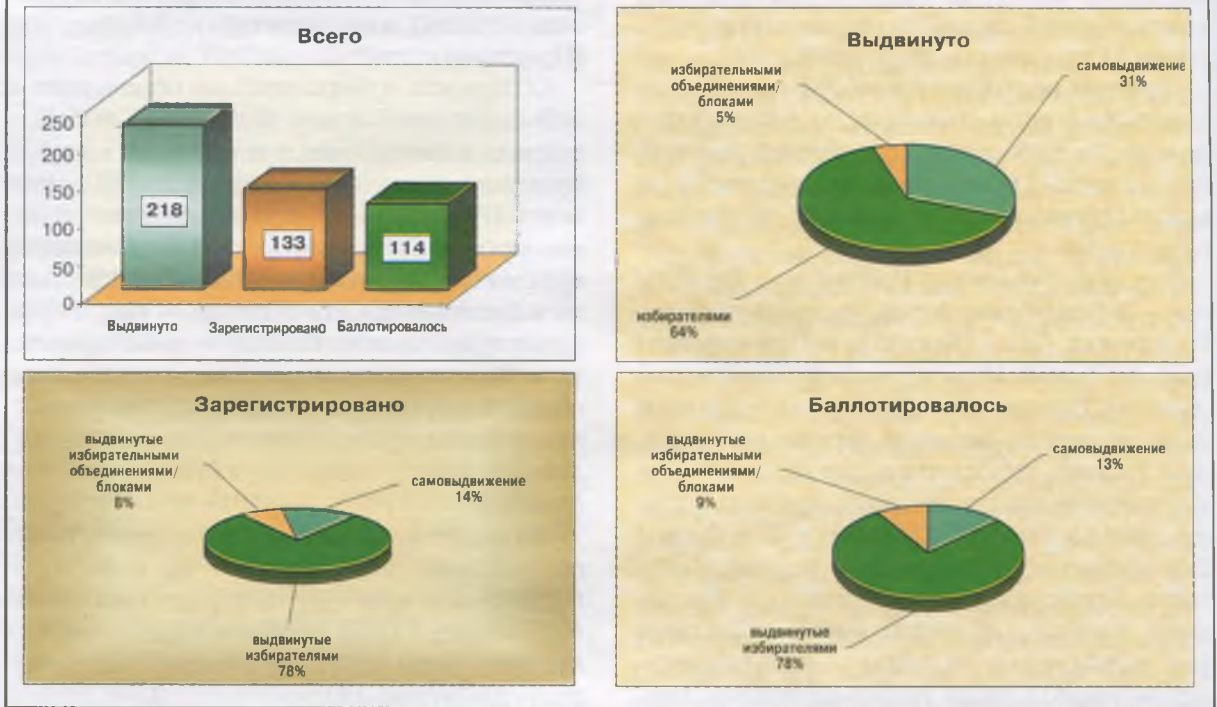 Всего
250
200
150
100
50
0
218
133
114
Выдвинуто
Зарегистрировано
Баллотировалось
Выдвинуто
избирательными
объединениями/
блоками
5%
самовыдвижение
31%
избирателями
64%
Зарегистрировано
выдвинутые
избирательными
объединениями/
блоками
8%
самовыдвижение
14%
выдвинутые
избирателями
78%
Баллотировалось
выдвинутые
избирательными
объединениями/
блоками
9%
самовыдвижение
13%
выдвинутые
избирателями
78%